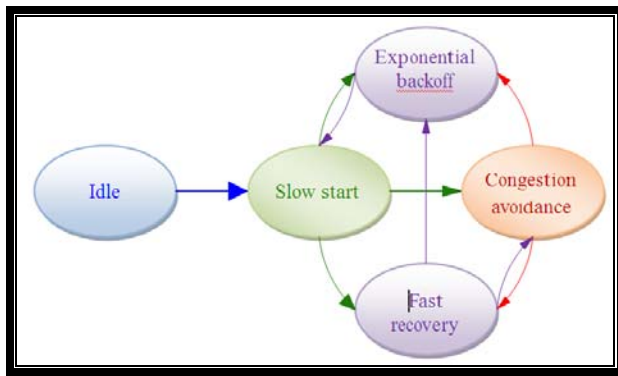 Exponential
backoff
Idle
Slow start
Congestion
avoidance
Fast
recovery